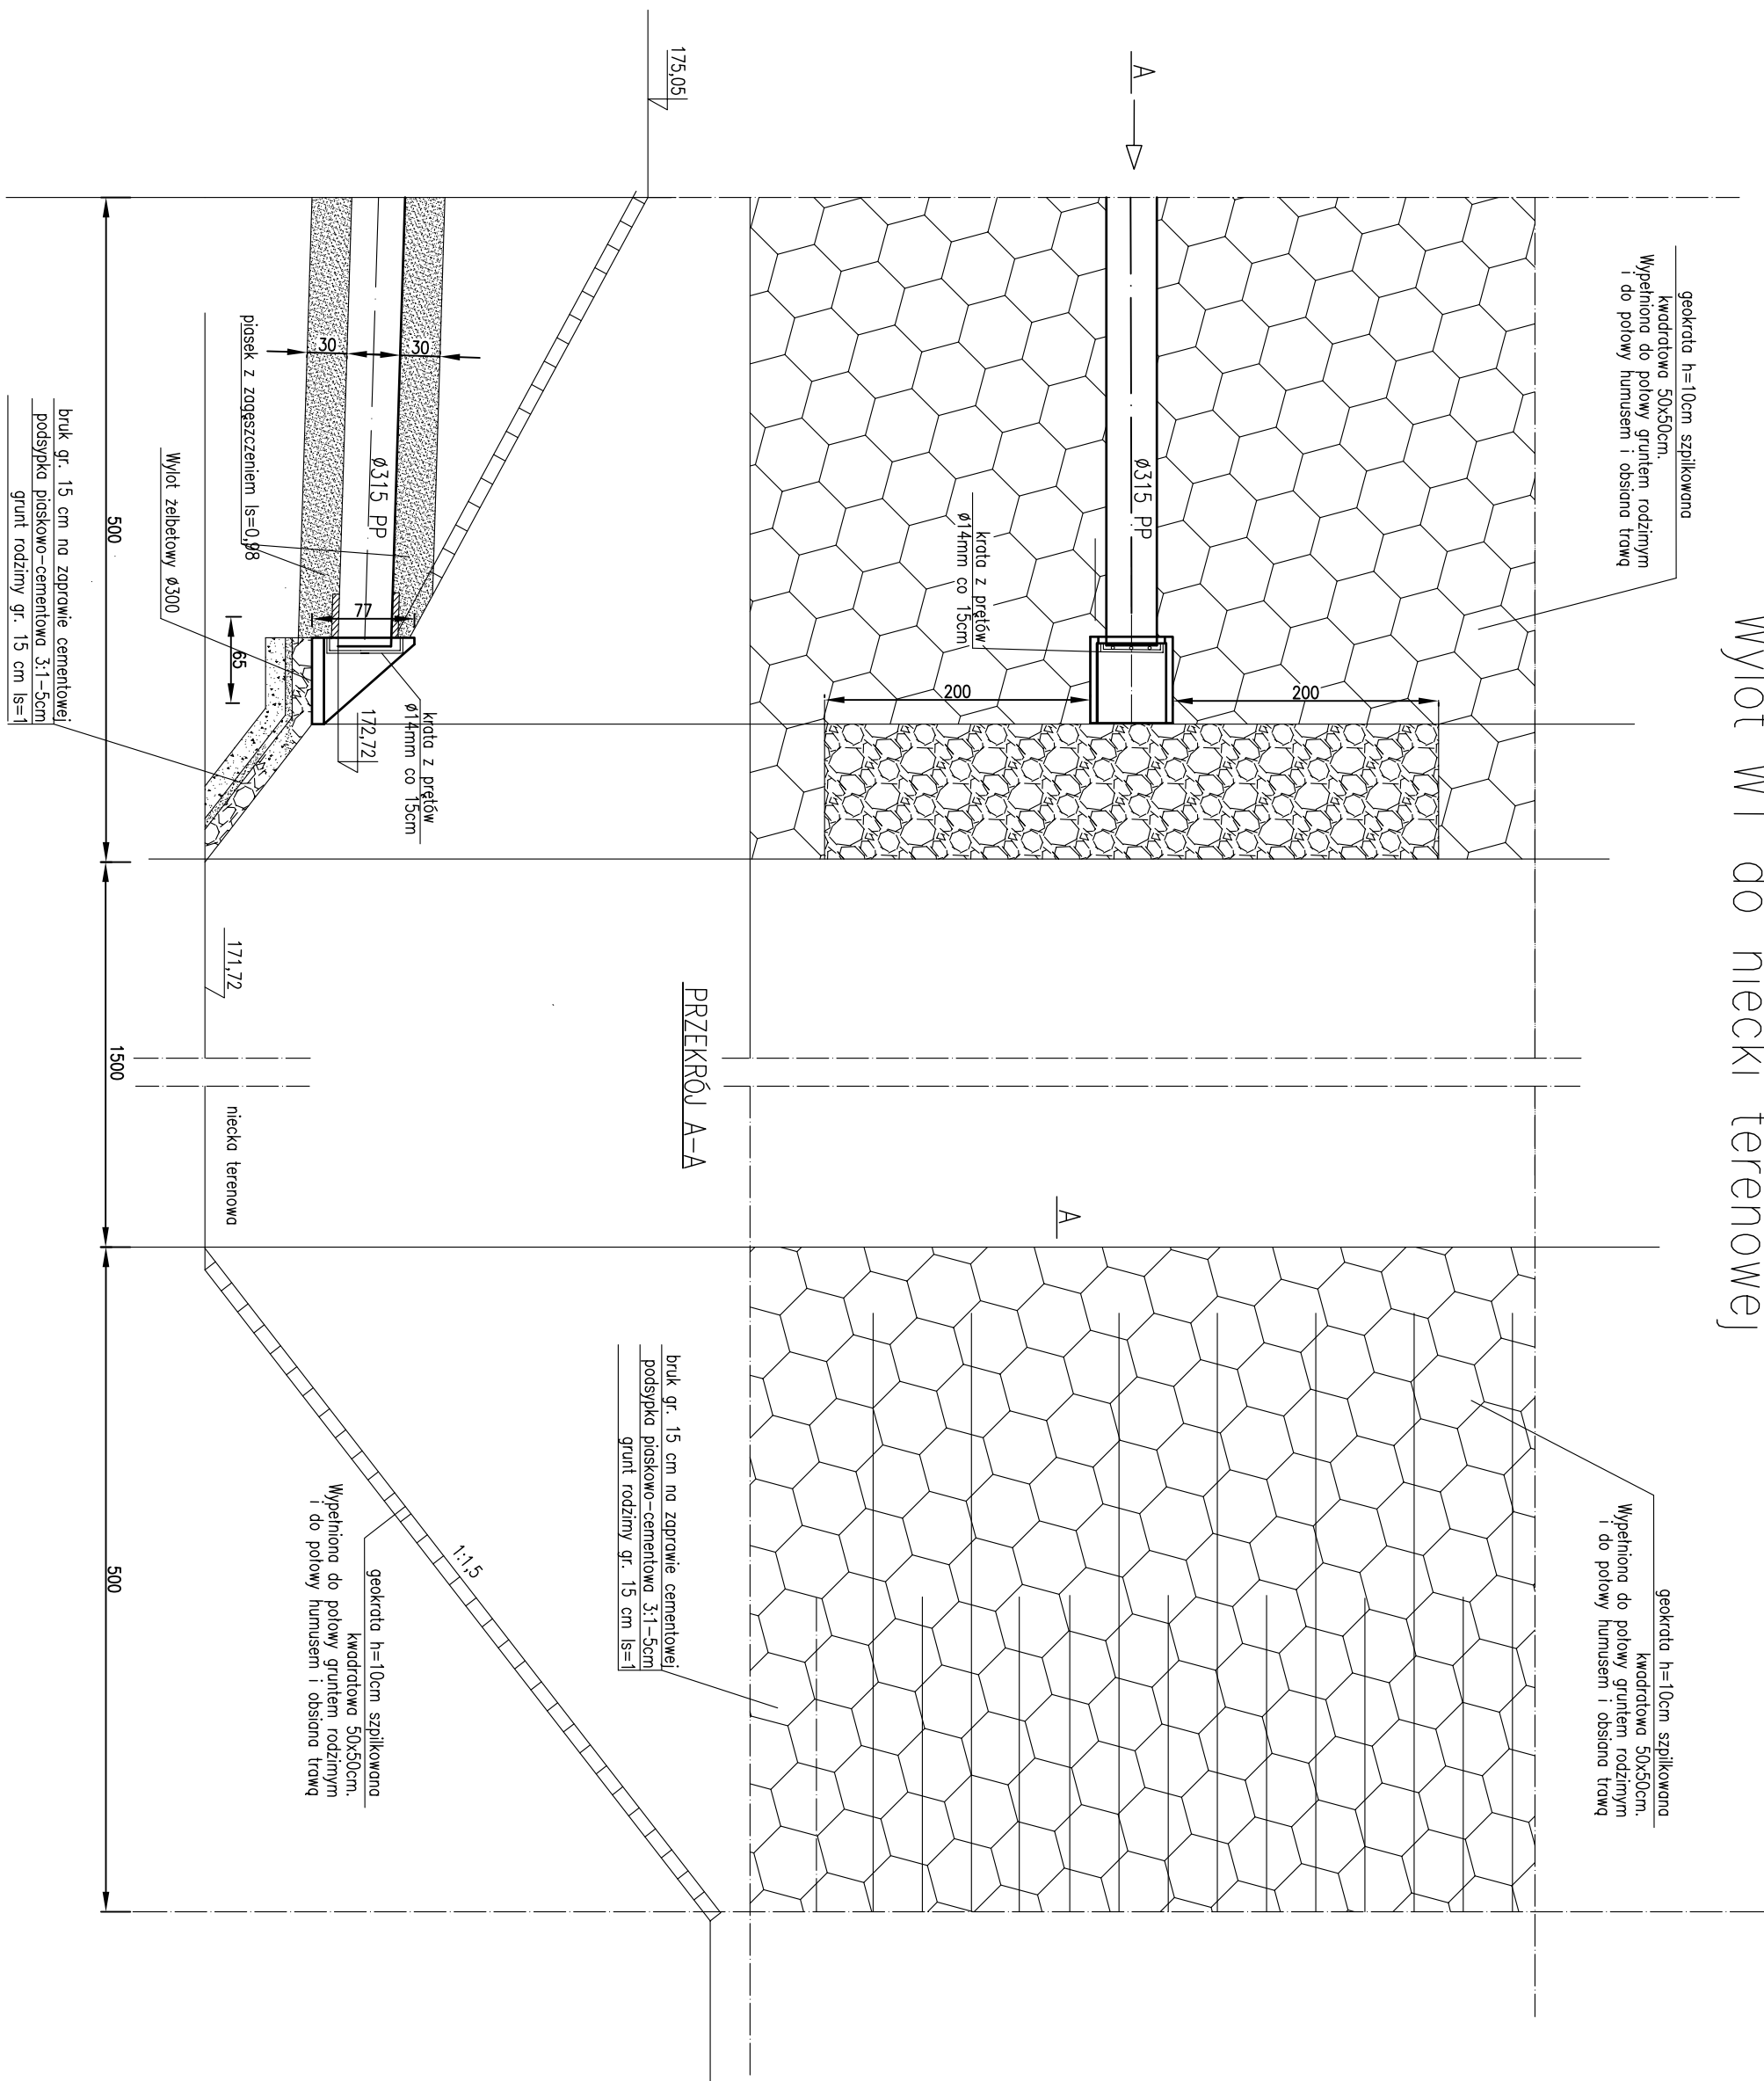 Wylot W1 do niecki terenowej
geokrata h=10cm szpilkowana
kwadratowa 50x50cm.
Wypełniona do połowy gruntem rodzimym
i do połowy humusem i obsiana trawą
geokrata h=10cm szpilkowana
kwadratowa 50x50cm.
Wypełniona do połowy gruntem rodzimym
i do połowy humusem i obsiana trawą
A
A
ø315 PP
krata z prętów
ø14mm co 15cm
200
200
bruk gr. 15 cm na zaprawie cementowej
podsypka piaskowo-cementowa 3:1-5cm
grunt rodzimy gr. 15 cm Is=1
PRZEKRÓJ A-A
175,05
ø315 PP
30
30
77
65
krata z prętów
ø14mm co 15cm
172,72
piasek z zagęszczeniem Is=0,98
Wylot żelbetowy ø300
bruk gr. 15 cm na zaprawie cementowej
podsypka piaskowo-cementowa 3:1-5cm
grunt rodzimy gr. 15 cm Is=1
171,72
niecka terenowa
1:1,5
geokrata h=10cm szpilkowana
kwadratowa 50x50cm.
Wypełniona do połowy gruntem rodzimym
i do połowy humusem i obsiana trawą
500
1500
500